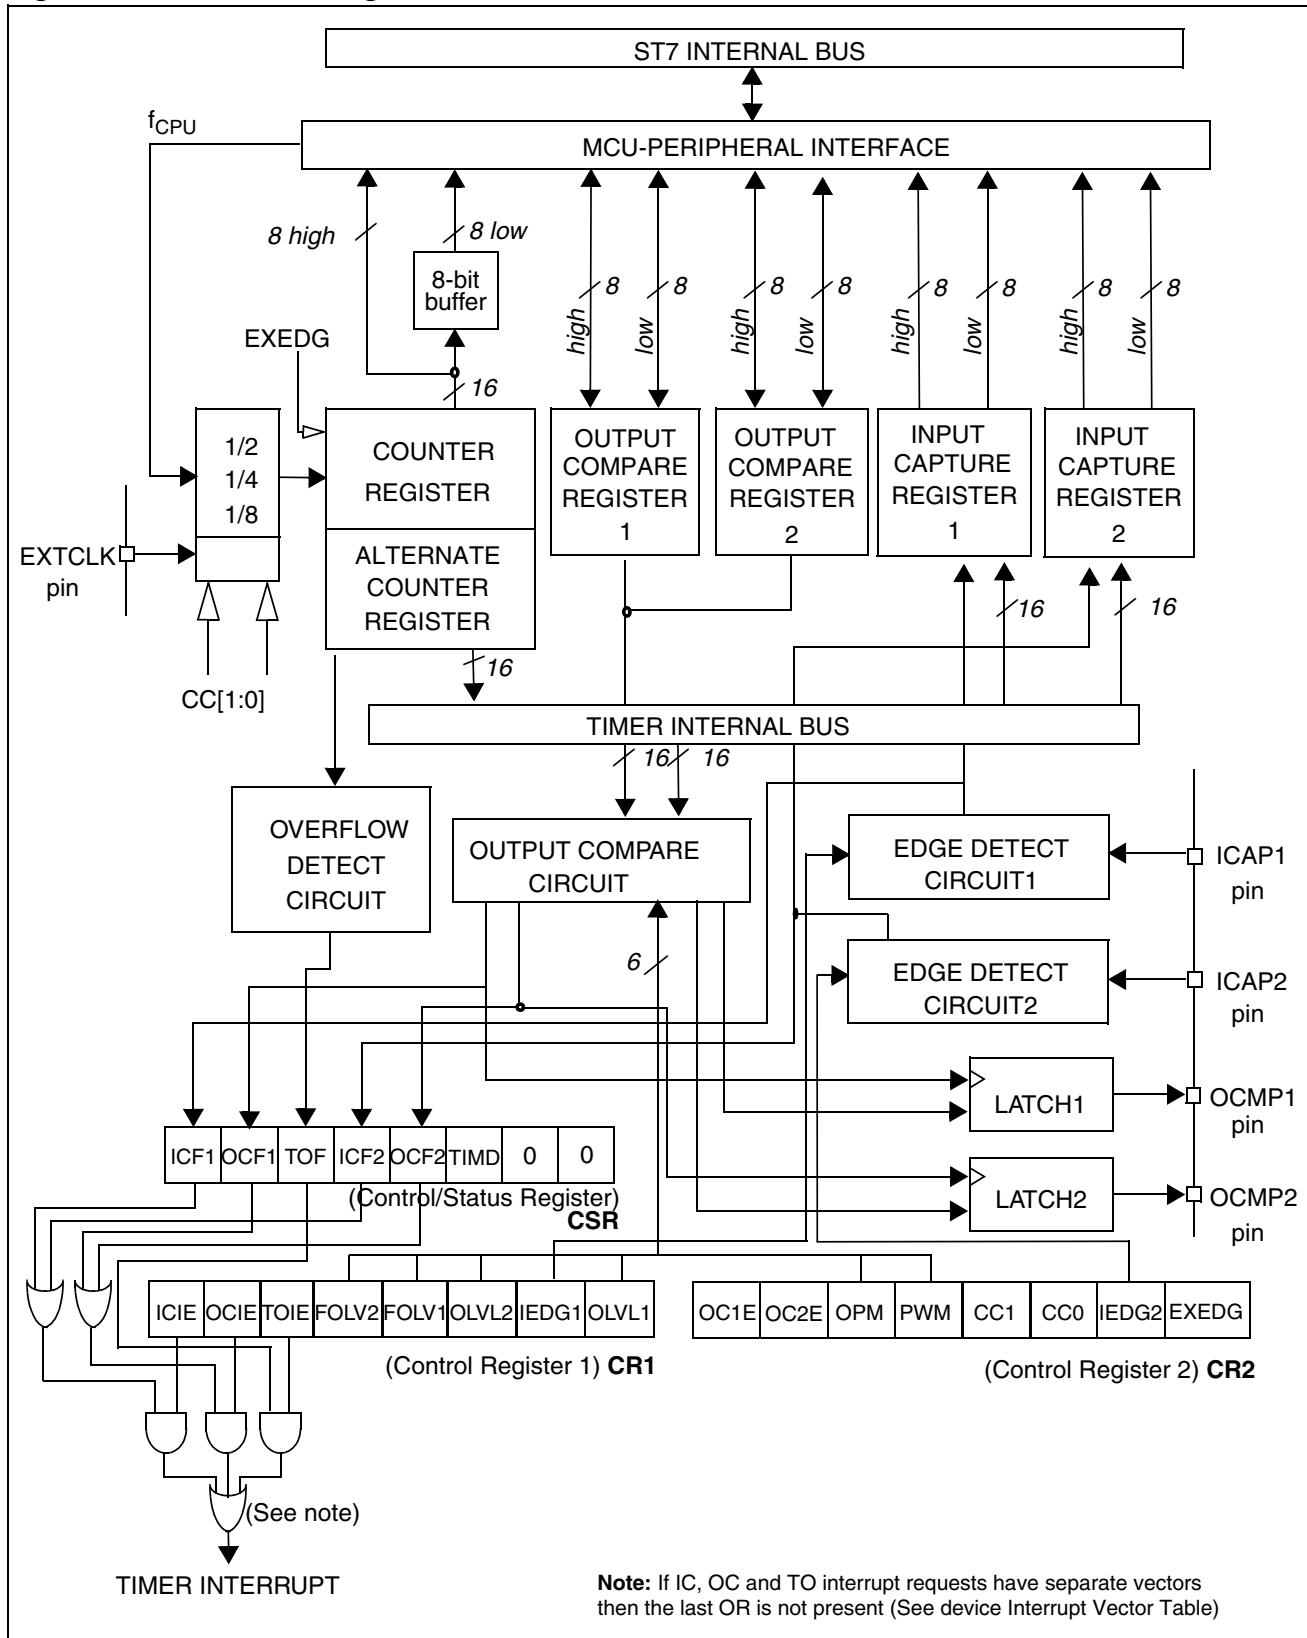 ST7 INTERNAL BUS
fCPU
MCU-PERIPHERAL INTERFACE
8 high
8 low
8-bit
buffer
8
8
8
8
8
8
8
8
high
low
high
low
high
low
high
low
EXEDG
16
1/2
1/4
1/8
COUNTER
REGISTER
OUTPUT
COMPARE
REGISTER
1
OUTPUT
COMPARE
REGISTER
2
INPUT
CAPTURE
REGISTER
1
INPUT
CAPTURE
REGISTER
2
EXTCLK
pin
ALTERNATE
COUNTER
REGISTER
16
16
16
CC[1:0]
TIMER INTERNAL BUS
16
16
OVERFLOW
DETECT
CIRCUIT
OUTPUT COMPARE
CIRCUIT
EDGE DETECT
CIRCUIT1
ICAP1
pin
6
EDGE DETECT
CIRCUIT2
ICAP2
pin
LATCH1
OCMP1
pin
ICF1 OCF1 TOF ICF2 OCF2 TIMD 0 0
(Control/Status Register)
CSR
LATCH2
OCMP2
pin
ICIE OCIE TOIE FOLV2 FOLV1 OLVL2 IEDG1 OLVL1
OC1E OC2E OPM PWM CC1 CC0 IEDG2 EXEDG
(Control Register 1) CR1
(Control Register 2) CR2
(See note)
TIMER INTERRUPT
Note: If IC, OC and TO interrupt requests have separate vectors
then the last OR is not present (See device Interrupt Vector Table)